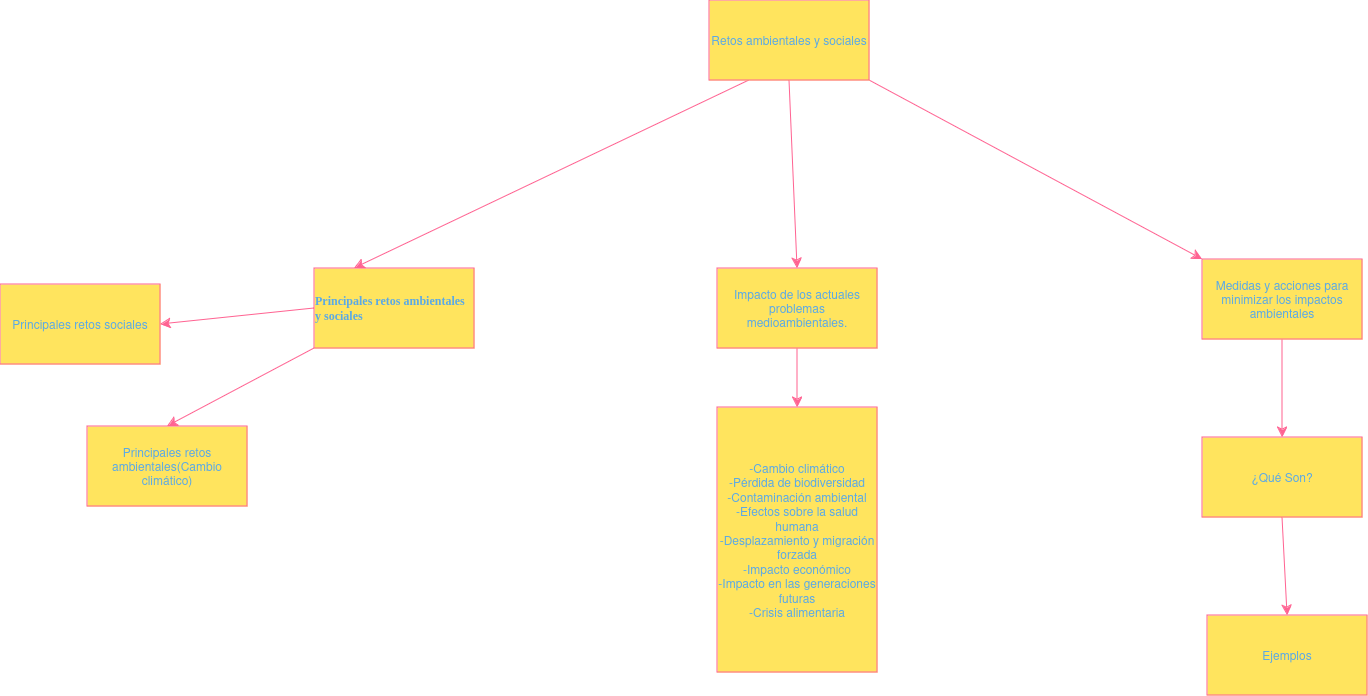 Retos ambientales y sociales
Principales retos ambientales
y sociales
Principales retos sociales
Principales retos
ambientales(Cambio
climático)
Impacto de los actuales
problemas
medioambientales.
-Cambio climático
-Pérdida de biodiversidad
-Contaminación ambiental
-Efectos sobre la salud
humana
-Desplazamiento y migración
forzada
-Impacto económico
-Impacto en las generaciones
futuras
-Crisis alimentaria
Medidas y acciones para
minimizar los impactos
ambientales
¿Qué Son?
Ejemplos